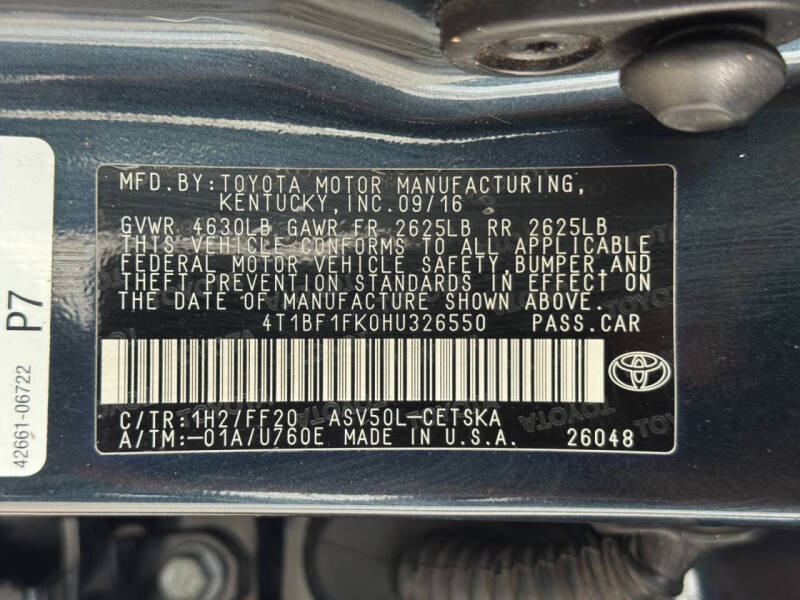 MFD.BY:TOYOTA MOTOR MANUFACTURING,
KENTUCKY, INC.09/16
GVWR 4630LB GAWR FR 2625LB RR 2625LB
THIS VEHICLE CONFORMS TO ALL APPLICABLE
FEDERAL MOTOR VEHICLE SAFETY,BUMPER,AND
THEFT PREVENTION STANDARDS IN EFFECT ON
THE DATE OF MANUFACTURE SHOWN ABOVE.
4T1BF1FK0HU326550 PASS.CAR
C/TR:1H2/FF20 ASV50L-CETSKA
A/TM:-01A/U760E MADE IN U.S.A. 26048
P7
42661-06722